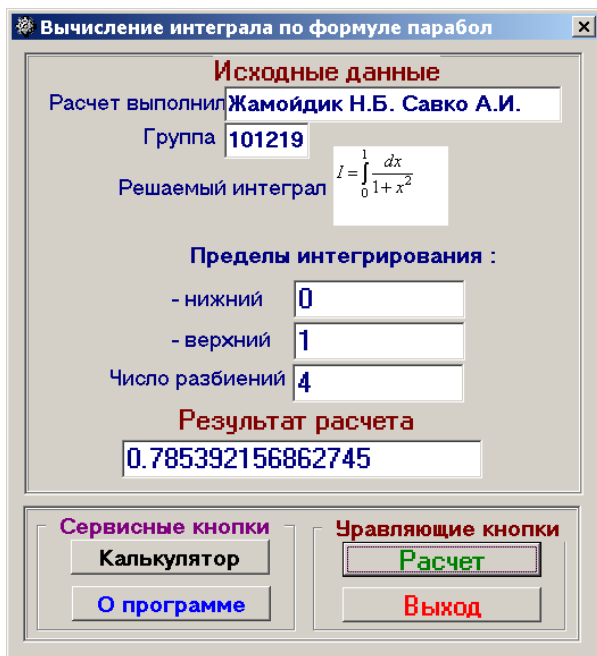 Вычисление интеграла по формуле парабол
Исходные данные
Расчет выполнил Жамойдик Н.Б. Савко А.И.
Группа 101219
Решаемый интеграл I = ∫₀¹ dx / (1 + x²)
Пределы интегрирования :
- нижний 0
- верхний 1
Число разбиений 4
Результат расчета
0.785392156862745
Сервисные кнопки Уравляющие кнопки
Калькулятор Расчет
О программе Выход